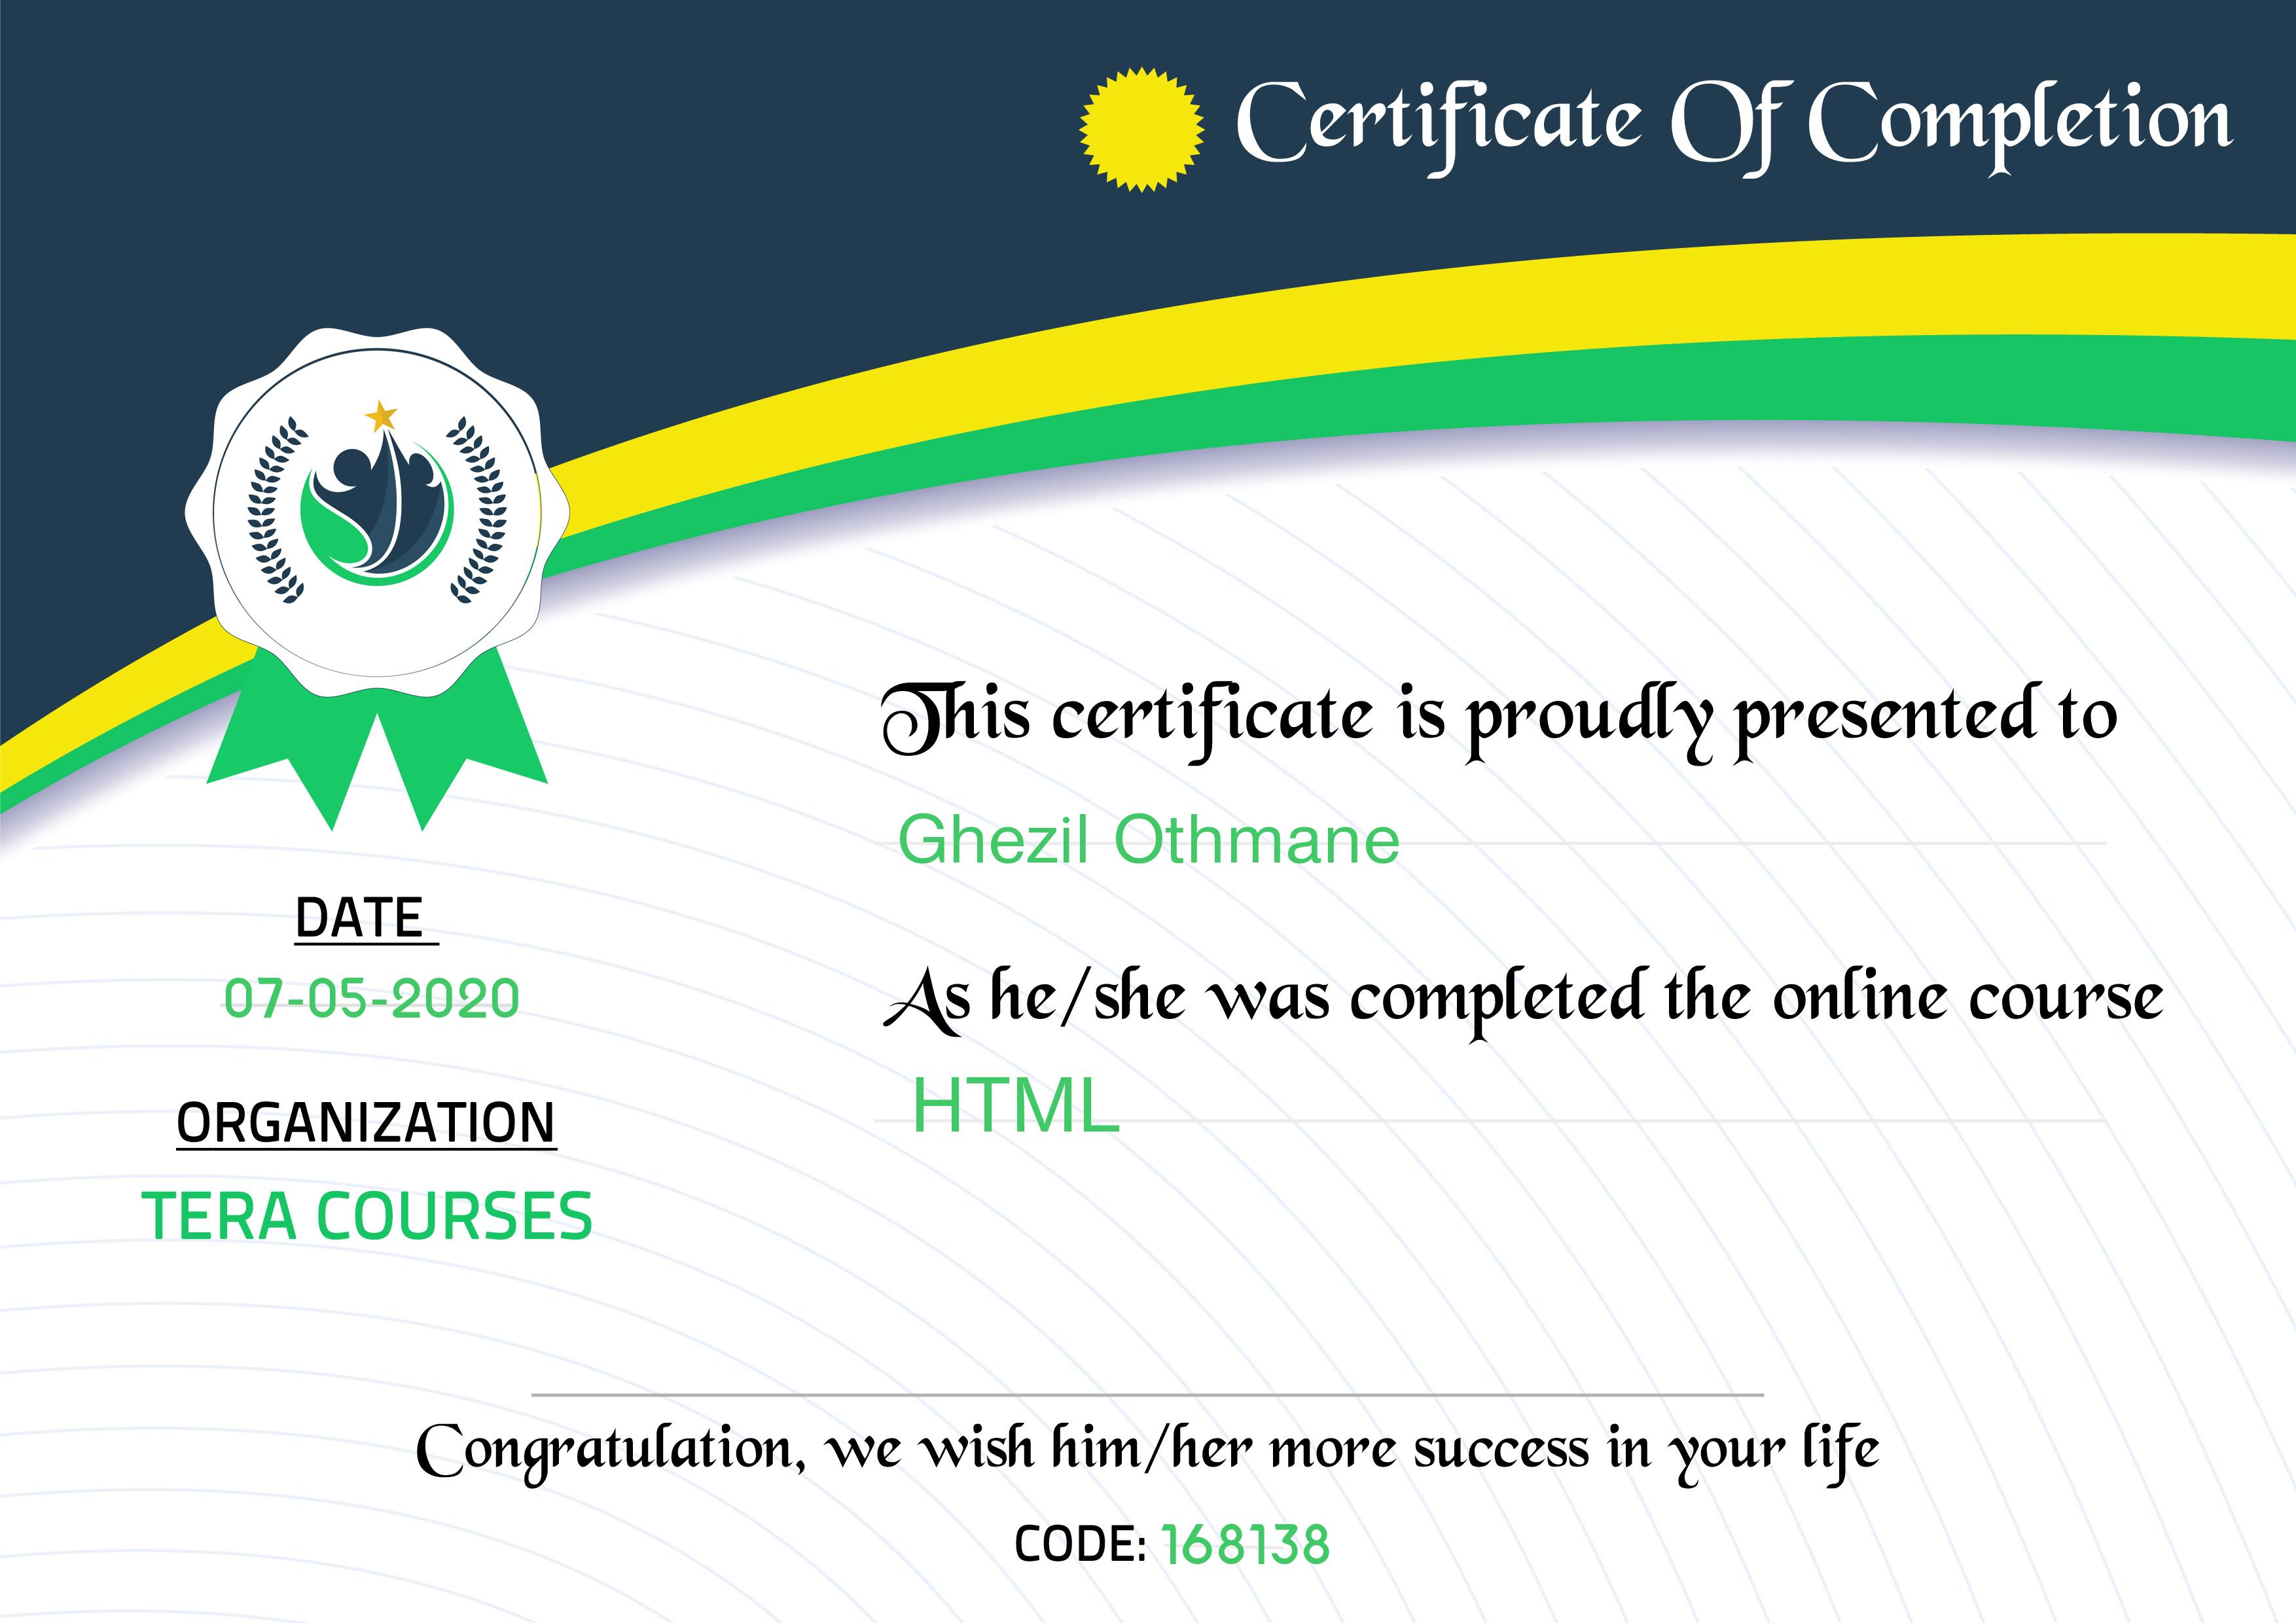 Certificate Of Completion
This certificate is proudly presented to
Ghezil Othmane
As he/she was completed the online course
HTML
DATE
07-05-2020
ORGANIZATION
TERA COURSES
Congratulation, we wish him/her more success in your life
CODE: 168138